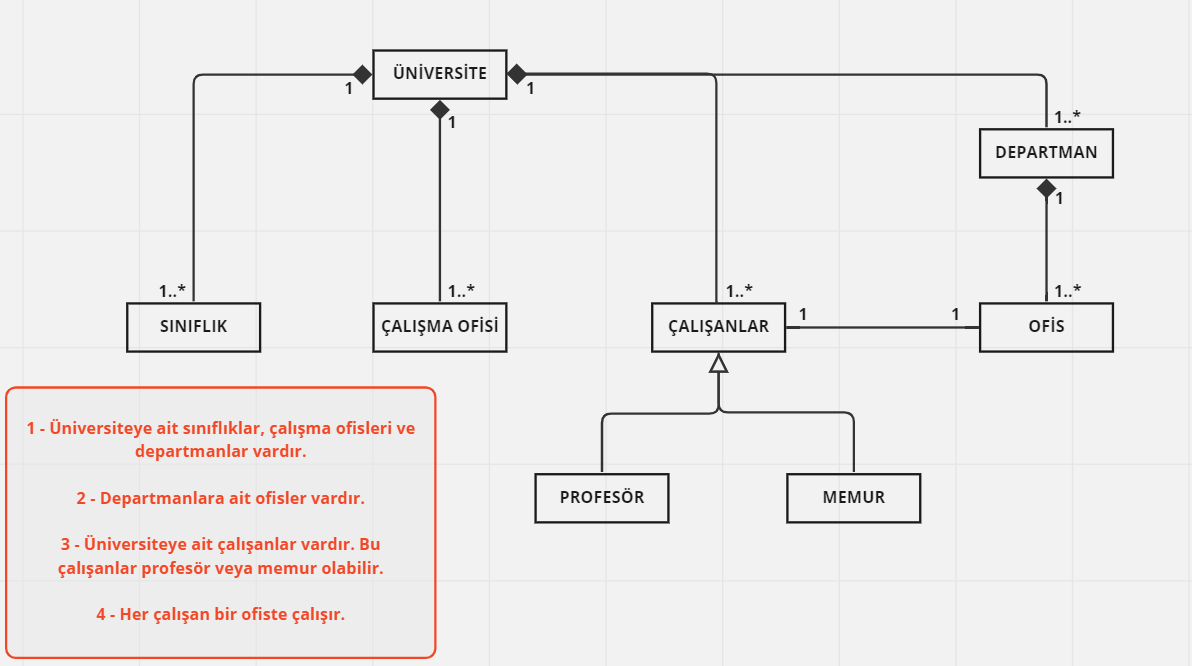 ÜNİVERSİTE
1
1
1
1..*
DEPARTMAN
1
1..*
1..*
1..*
1..*
SINIFLIK
ÇALIŞMA OFİSİ
ÇALIŞANLAR
1
1
OFİS
PROFESÖR
MEMUR
1 - Üniversiteye ait sınıflıklar, çalışma ofisleri ve
departmanlar vardır.
2 - Departmanlara ait ofisler vardır.
3 - Üniversiteye ait çalışanlar vardır. Bu
çalışanlar profesör veya memur olabilir.
4 - Her çalışan bir ofiste çalışır.